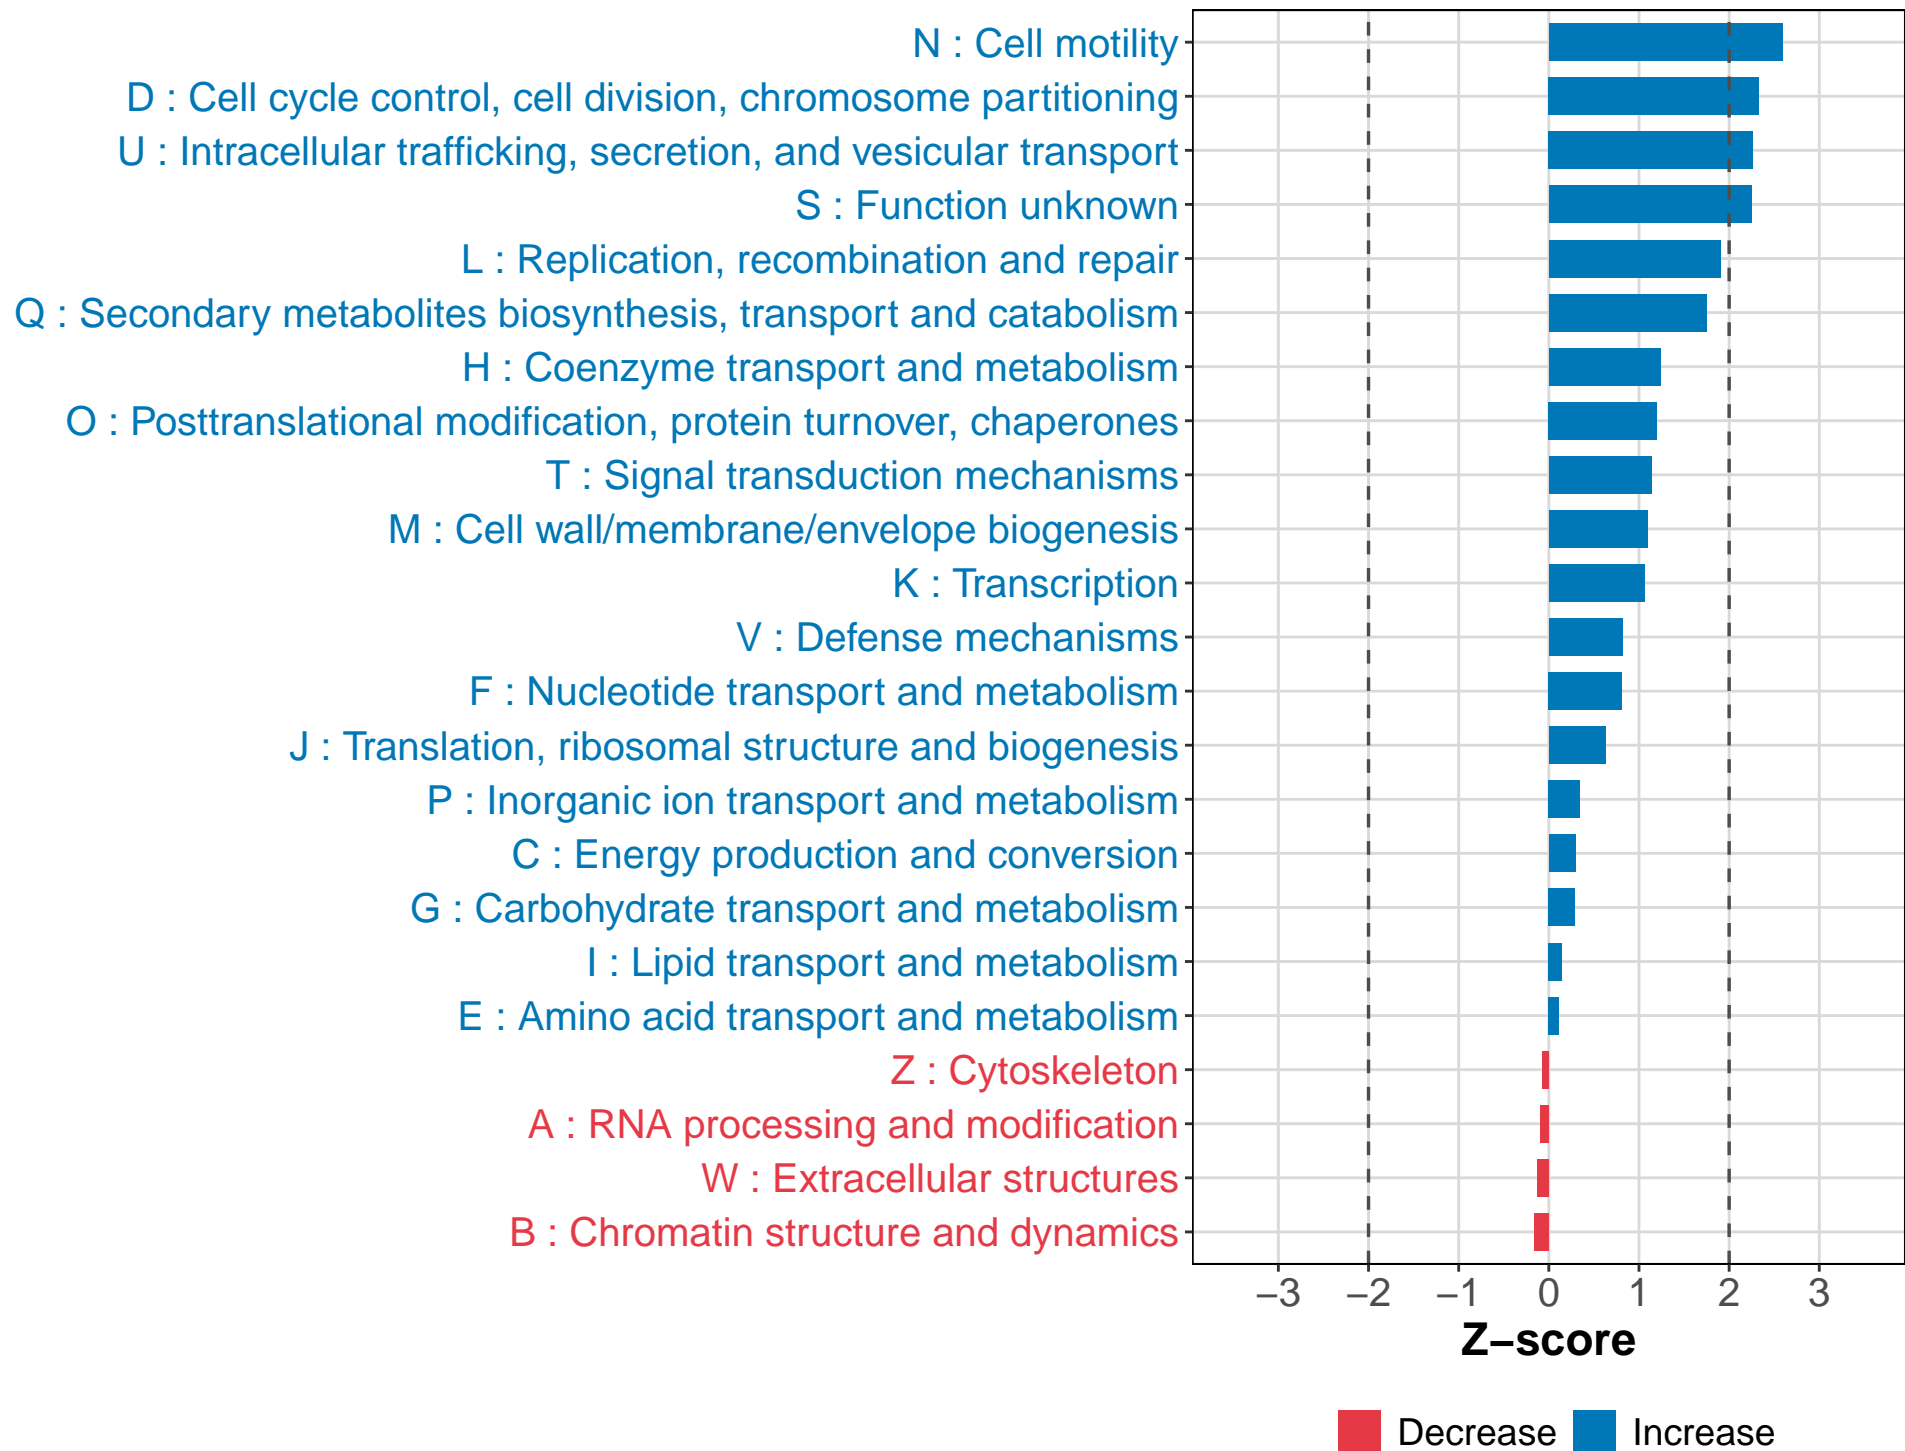 N : Cell motility
D : Cell cycle control, cell division, chromosome partitioning
U : Intracellular trafficking, secretion, and vesicular transport
S : Function unknown
L : Replication, recombination and repair
Q : Secondary metabolites biosynthesis, transport and catabolism
H : Coenzyme transport and metabolism
O : Posttranslational modification, protein turnover, chaperones
T : Signal transduction mechanisms
M : Cell wall/membrane/envelope biogenesis
K : Transcription
V : Defense mechanisms
F : Nucleotide transport and metabolism
J : Translation, ribosomal structure and biogenesis
P : Inorganic ion transport and metabolism
C : Energy production and conversion
G : Carbohydrate transport and metabolism
I : Lipid transport and metabolism
E : Amino acid transport and metabolism
Z : Cytoskeleton
A : RNA processing and modification
W : Extracellular structures
B : Chromatin structure and dynamics
−3 −2 −1 0 1 2 3
Z−score
Decrease Increase